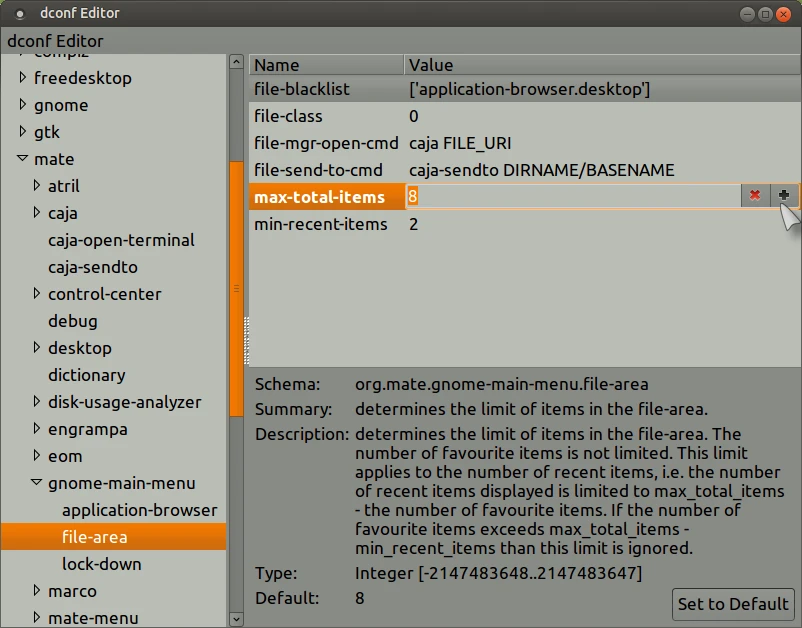 dconf Editor
dconf Editor
compiz
freedesktop
gnome
gtk
mate
atril
caja
caja-open-terminal
caja-sendto
control-center
debug
desktop
dictionary
disk-usage-analyzer
engrampa
eom
gnome-main-menu
application-browser
file-area
lock-down
marco
mate-menu
Name Value
file-blacklist ['application-browser.desktop']
file-class 0
file-mgr-open-cmd caja FILE_URI
file-send-to-cmd caja-sendto DIRNAME/BASENAME
max-total-items 8
min-recent-items 2
Schema: org.mate.gnome-main-menu.file-area
Summary: determines the limit of items in the file-area.
Description: determines the limit of items in the file-area. The
number of favourite items is not limited. This limit
applies to the number of recent items, i.e. the number
of recent items displayed is limited to max_total_items
- the number of favourite items. If the number of
favourite items exceeds max_total_items -
min_recent_items than this limit is ignored.
Type: Integer [-2147483648..2147483647]
Default: 8
Set to Default